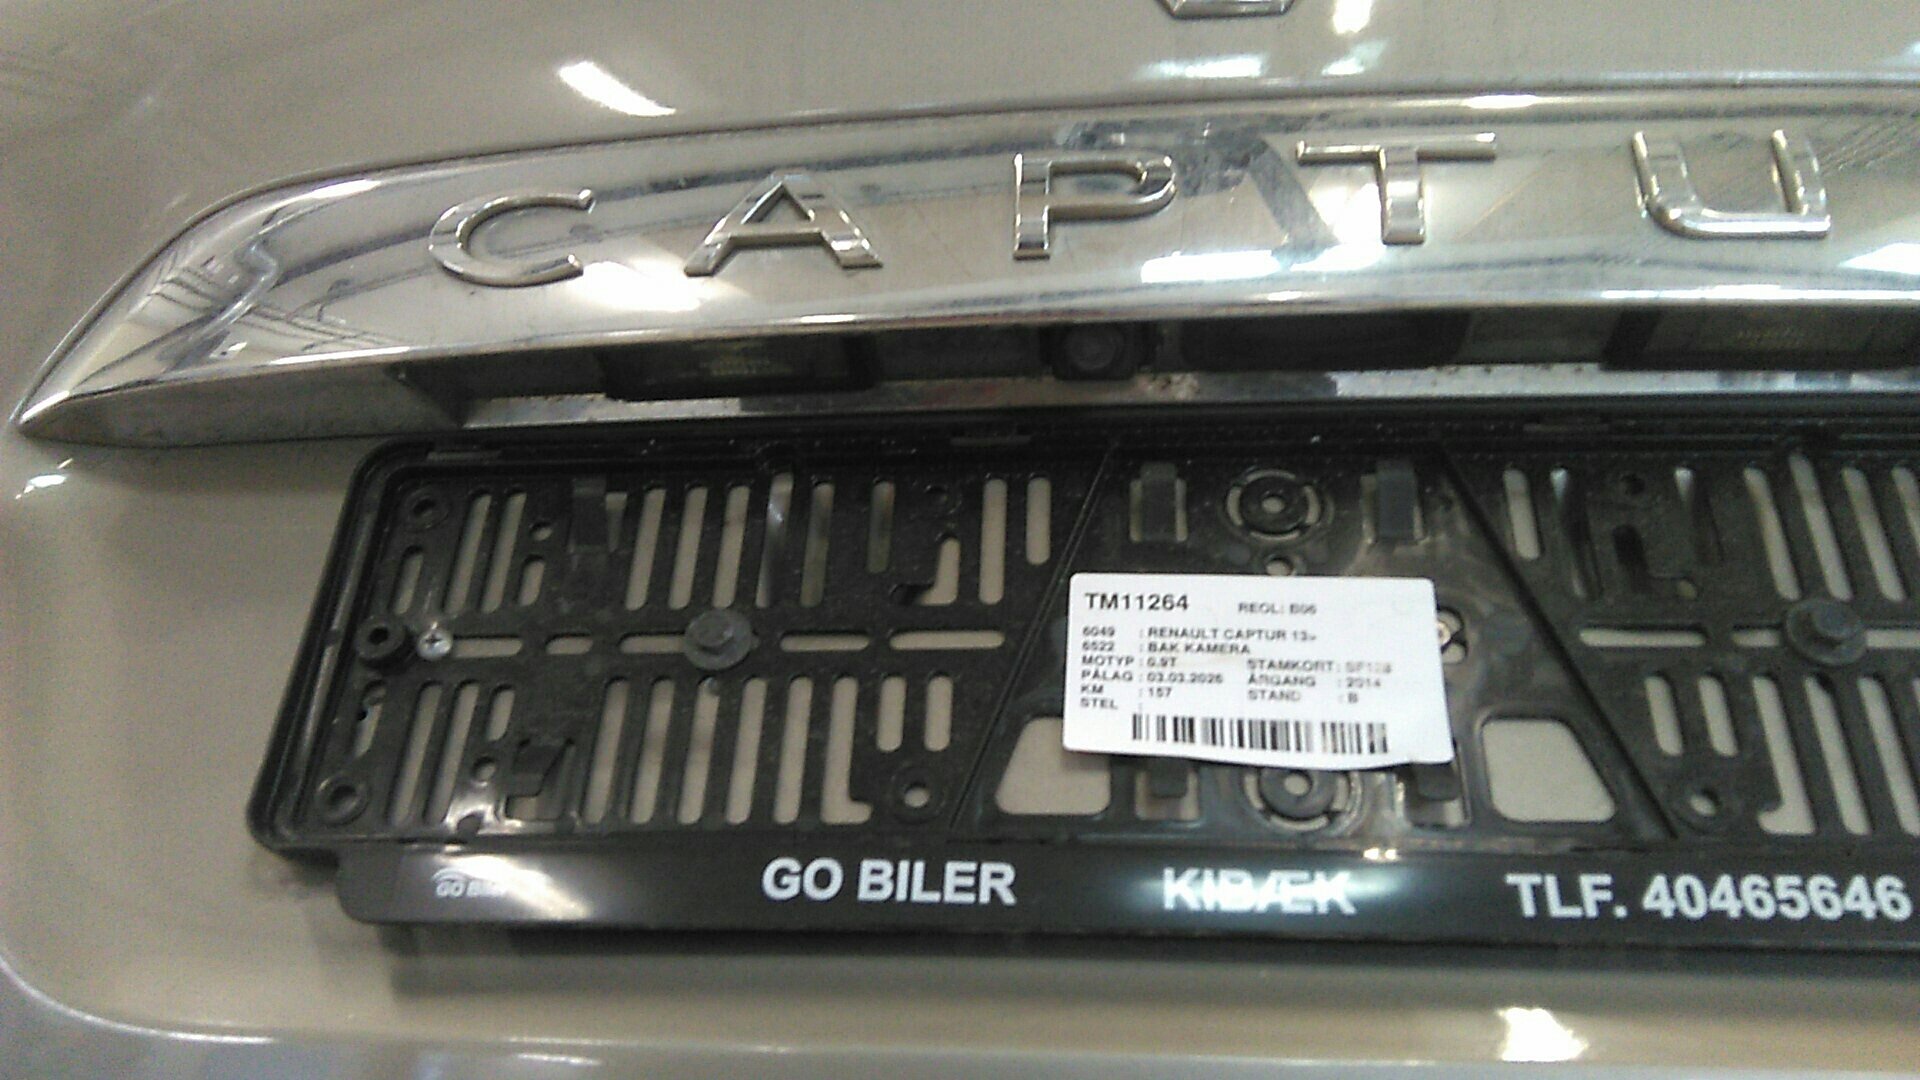 CAPTU
TM11264 REOL: B06
6049 : RENAULT CAPTUR 13>
6522 : BAK KAMERA
MOTYP : 0.9T STAMKORT:
PÅLAG : 03.03.2026 ÅRGANG : 2014
KM : 157 STAND : B
STEL :
GO BILER GO BILER KIBÆK TLF. 40465646